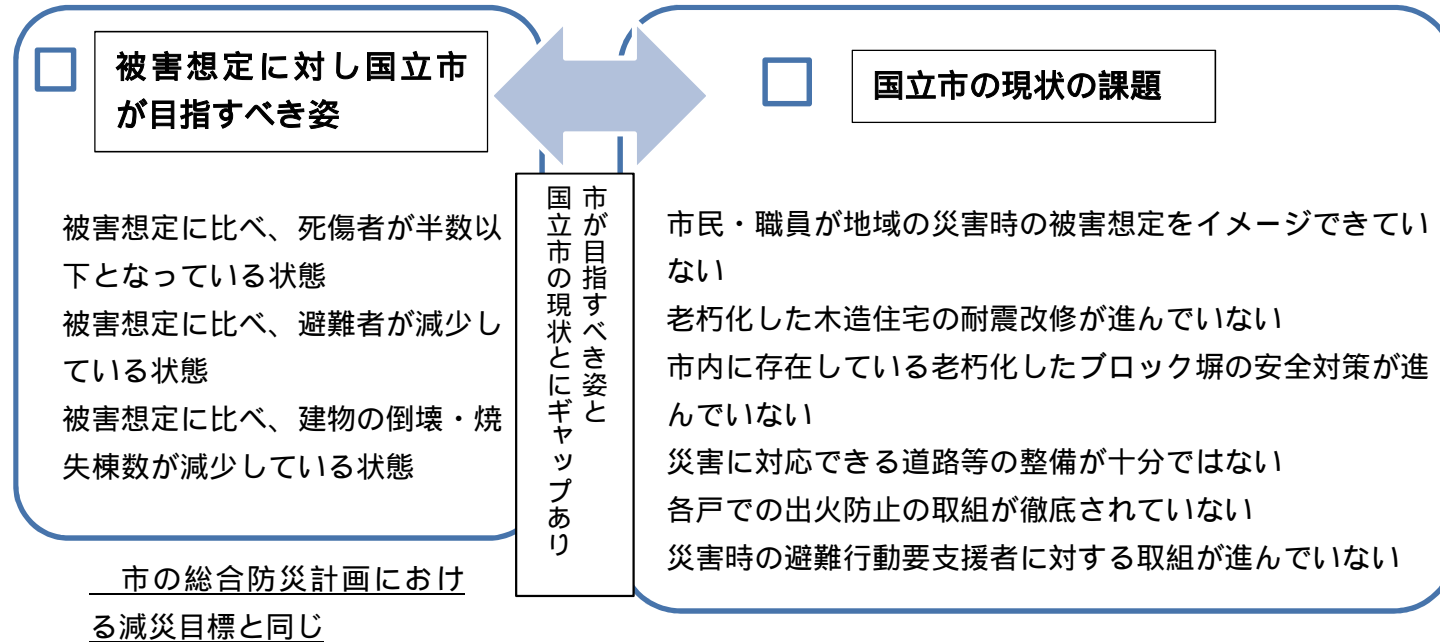 被害想定に対し国立市
が目指すべき姿
被害想定に比べ、死傷者が半数以
下となっている状態
被害想定に比べ、避難者が減少し
ている状態
被害想定に比べ、建物の倒壊・焼
失棟数が減少している状態
市の総合防災計画におけ
る減災目標と同じ
市が目指すべき姿と
国立市の現状とにギャップあり
国立市の現状の課題
市民・職員が地域の災害時の被害想定をイメージできてい
ない
老朽化した木造住宅の耐震改修が進んでいない
市内に存在している老朽化したブロック塀の安全対策が進
んでいない
災害に対応できる道路等の整備が十分ではない
各戸での出火防止の取組が徹底されていない
災害時の避難行動要支援者に対する取組が進んでいない